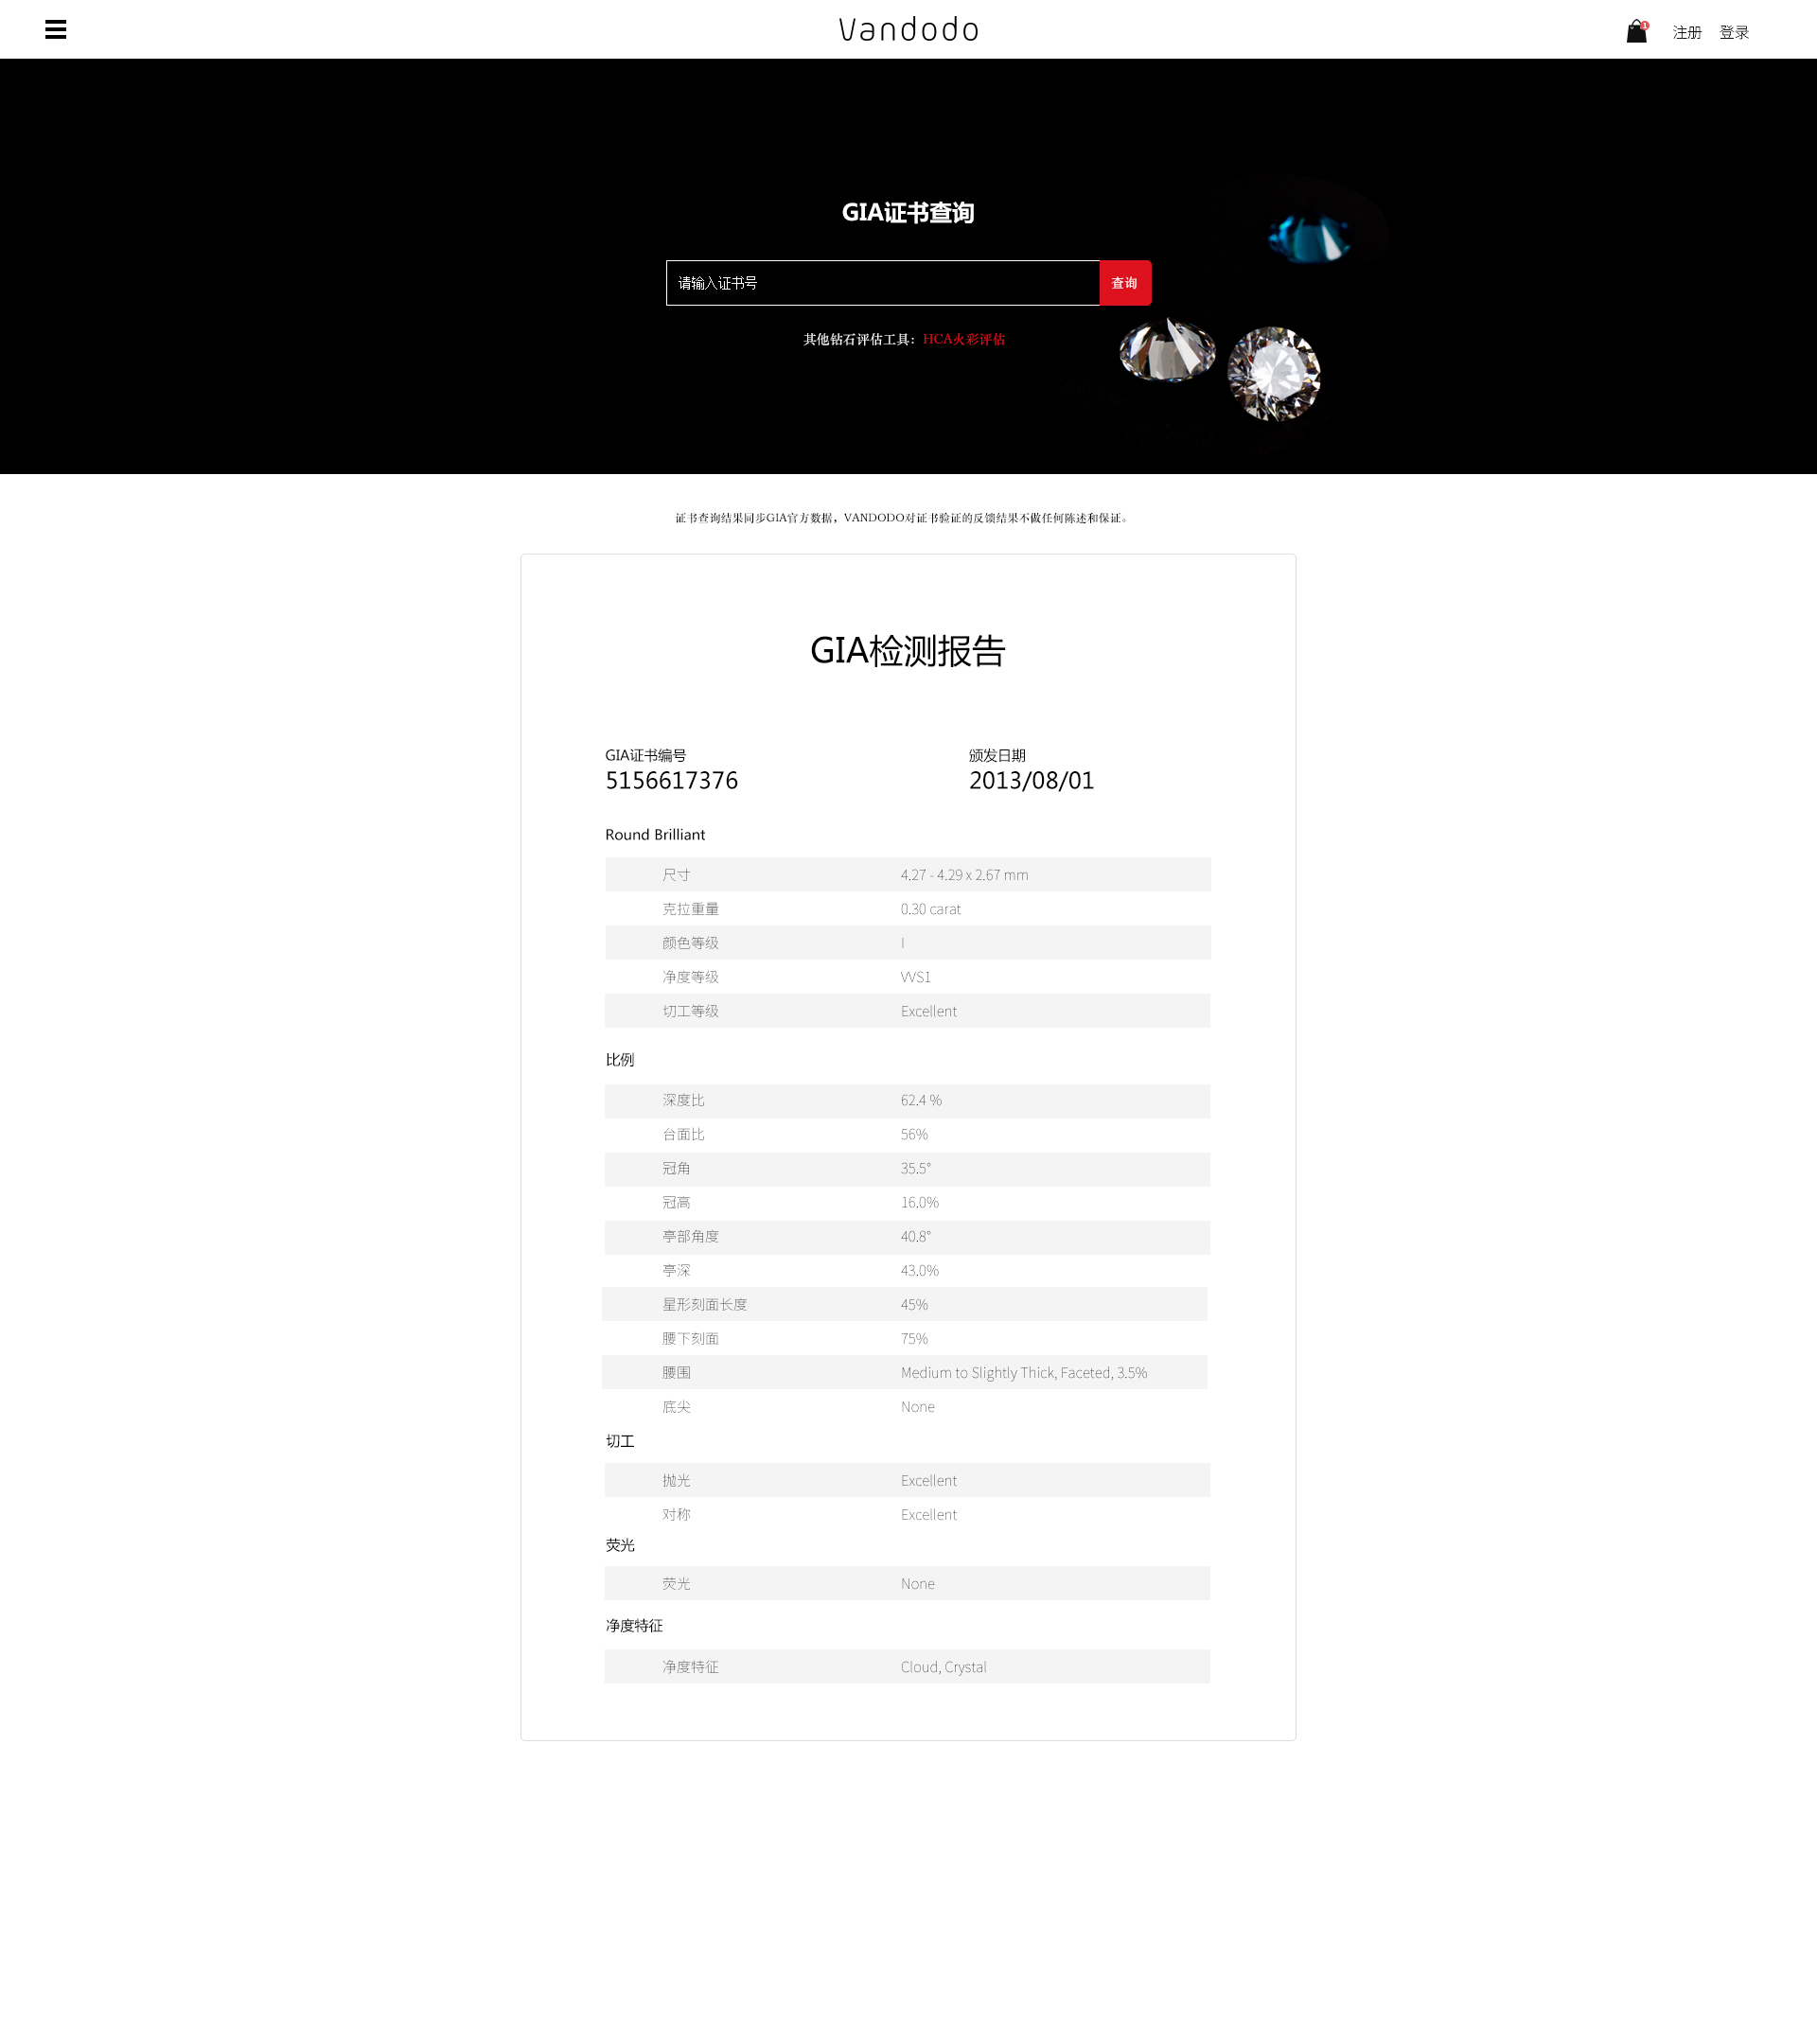 Vandodo
1
注册 登录
GIA证书查询
请输入证书号 查询
其他钻石评估工具：HCA火彩评估
证书查询结果同步GIA官方数据，VANDODO对证书验证的反馈结果不做任何陈述和保证。
GIA检测报告
GIA证书编号 颁发日期
5156617376 2013/08/01
Round Brilliant
尺寸 4.27 - 4.29 x 2.67 mm
克拉重量 0.30 carat
颜色等级 I
净度等级 VVS1
切工等级 Excellent
比例
深度比 62.4 %
台面比 56%
冠角 35.5°
冠高 16.0%
亭部角度 40.8°
亭深 43.0%
星形刻面长度 45%
腰下刻面 75%
腰围 Medium to Slightly Thick, Faceted, 3.5%
底尖 None
切工
抛光 Excellent
对称 Excellent
荧光
荧光 None
净度特征
净度特征 Cloud, Crystal